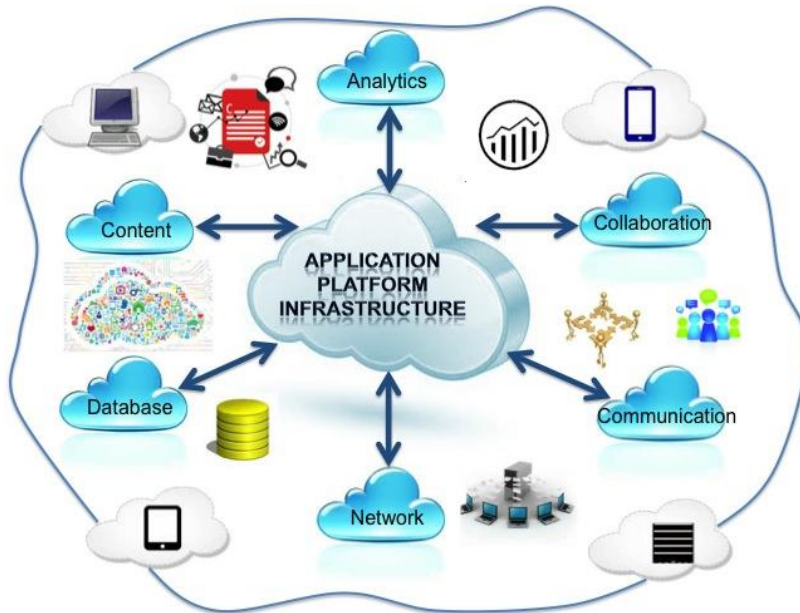 Analytics
Content
Collaboration
APPLICATION
PLATFORM
INFRASTRUCTURE
Database
Communication
Network